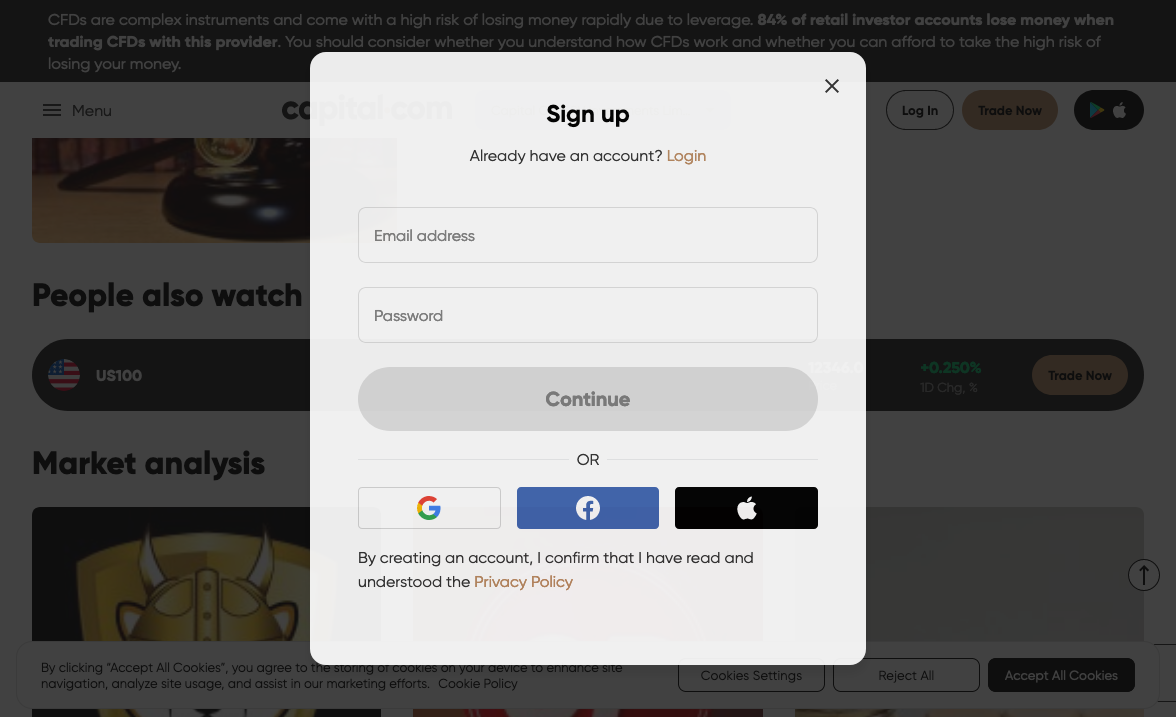 CFDs are complex instruments and come with a high risk of losing money rapidly due to leverage. 84% of retail investor accounts lose money when
trading CFDs with this provider. You should consider whether you understand how CFDs work and whether you can afford to take the high risk of
losing your money.
Menu
capital.com
Log In
Trade Now
Sign up
Already have an account? Login
Email address
People also watch
Password
US100
+0.250%
1D Chg, %
Trade Now
Continue
Market analysis
OR
By creating an account, I confirm that I have read and
understood the Privacy Policy
By clicking “Accept All Cookies”, you agree to the storing of cookies on your device to enhance site
navigation, analyze site usage, and assist in our marketing efforts. Cookie Policy
Cookies Settings
Reject All
Accept All Cookies